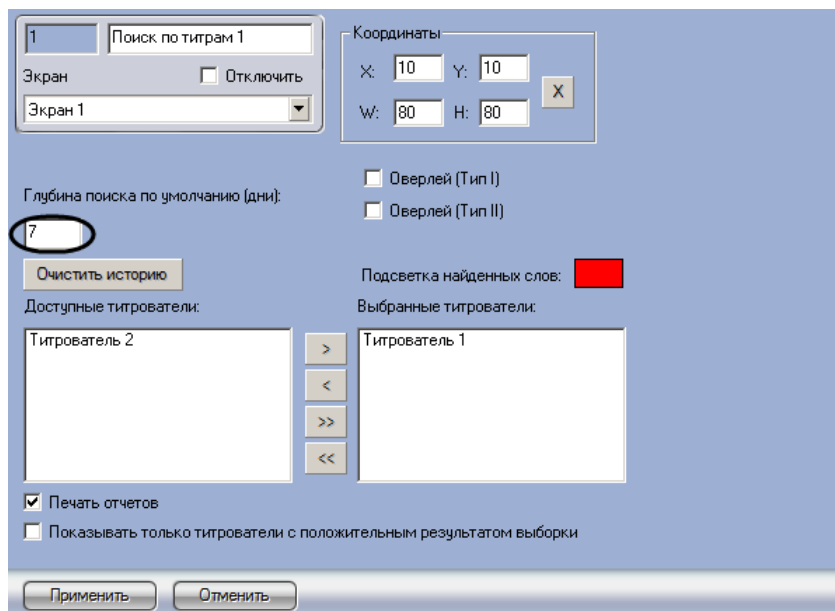 1 Поиск по титрам 1
Экран Отключить
Экран 1
Координаты
X: 10 Y: 10
W: 80 H: 80
X
Оверлей (Тип I)
Оверлей (Тип II)
Глубина поиска по умолчанию (дни):
7
Очистить историю
Подсветка найденных слов:
Доступные титрователи:
Титрователь 2
>
<
>>
<<
Выбранные титрователи:
Титрователь 1
Печать отчетов
Показывать только титрователи с положительным результатом выборки
Применить Отменить